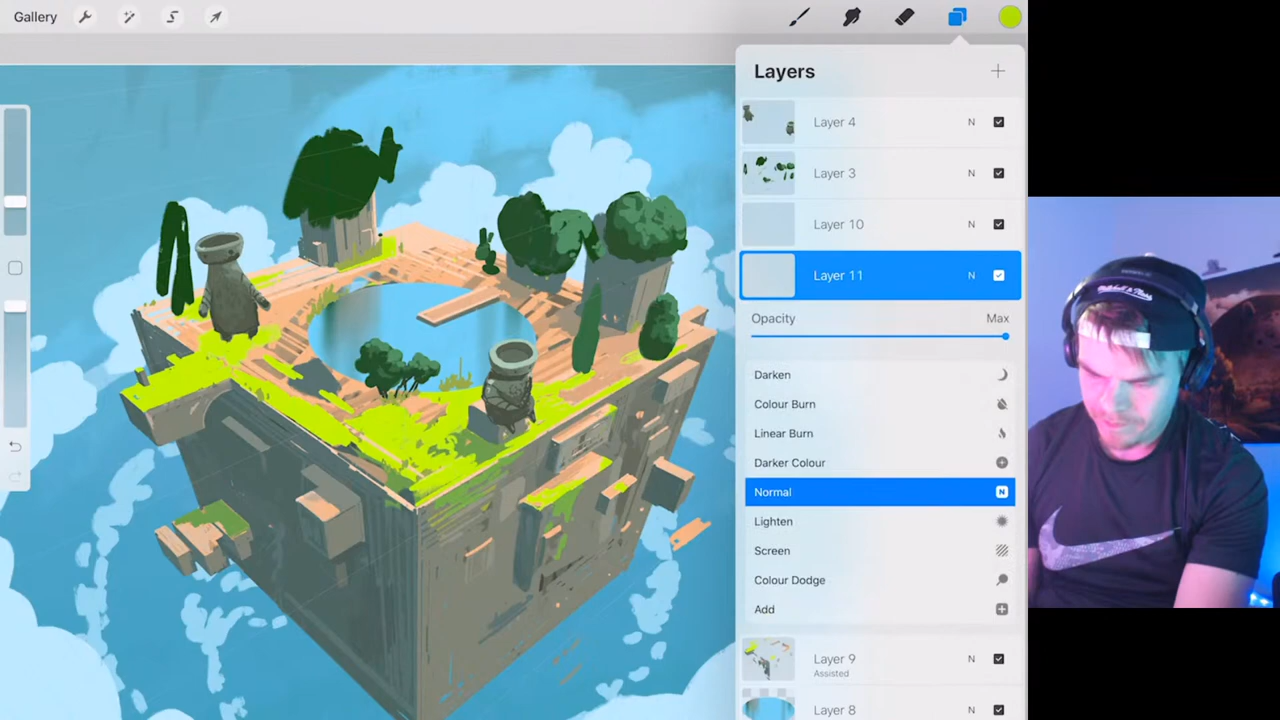 Gallery
Layers
Layer 4 N
Layer 3 N
Layer 10 N
Layer 11 N
Opacity Max
Darken
Colour Burn
Linear Burn
Darker Colour
Normal N
Lighten
Screen
Colour Dodge
Add
Layer 9 N
Assisted
Layer 8 N